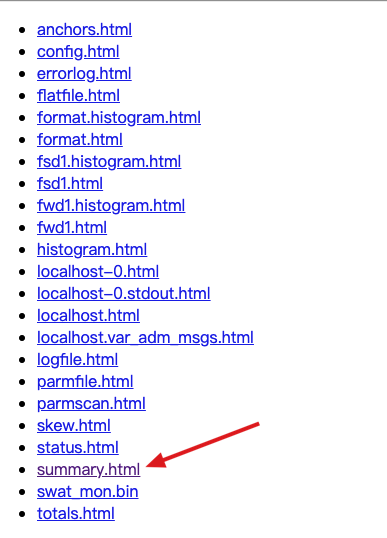 anchors.html
config.html
errorlog.html
flatfile.html
format.histogram.html
format.html
fsd1.histogram.html
fsd1.html
fwd1.histogram.html
fwd1.html
histogram.html
localhost-0.html
localhost-0.stdout.html
localhost.html
localhost.var_adm_msgs.html
logfile.html
parmfile.html
parmscan.html
skew.html
status.html
summary.html
swat_mon.bin
totals.html